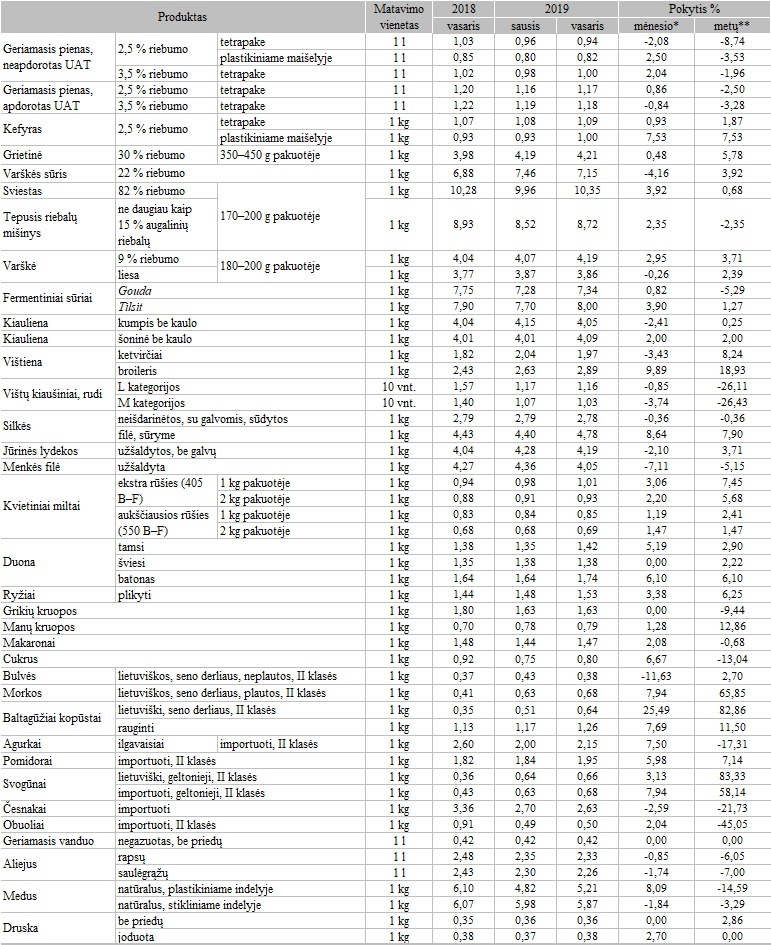 Produktas Matavimo vienetas 2018 2019 Pokytis %
vasaris sausis vasaris mėnesio* metų**
Geriamasis pienas, neapdorotas UAT 2,5 % riebumo tetrapake 1 l 1,03 0,96 0,94 -2,08 -8,74
plastikiniame maišelyje 1 l 0,85 0,80 0,82 2,50 -3,53
3,5 % riebumo tetrapake 1 l 1,02 0,98 1,00 2,04 -1,96
Geriamasis pienas, apdorotas UAT 2,5 % riebumo tetrapake 1 l 1,20 1,16 1,17 0,86 -2,50
3,5 % riebumo tetrapake 1 l 1,22 1,19 1,18 -0,84 -3,28
Kefyras 2,5 % riebumo tetrapake 1 kg 1,07 1,08 1,09 0,93 1,87
plastikiniame maišelyje 1 kg 0,93 0,93 1,00 7,53 7,53
Grietinė 30 % riebumo 350–450 g pakuotėje 1 kg 3,98 4,19 4,21 0,48 5,78
Varškės sūris 22 % riebumo 1 kg 6,88 7,46 7,15 -4,16 3,92
Sviestas 82 % riebumo 170–200 g pakuotėje 1 kg 10,28 9,96 10,35 3,92 0,68
Tepusis riebalų mišinys ne daugiau kaip 15 % augalinių riebalų 1 kg 8,93 8,52 8,72 2,35 -2,35
Varškė 9 % riebumo 180–200 g pakuotėje 1 kg 4,04 4,07 4,19 2,95 3,71
liesa 1 kg 3,77 3,87 3,86 -0,26 2,39
Fermentiniai sūriai Gouda 1 kg 7,75 7,28 7,34 0,82 -5,29
Tilsit 1 kg 7,90 7,70 8,00 3,90 1,27
Kiauliena kumpis be kaulo 1 kg 4,04 4,15 4,05 -2,41 0,25
Kiauliena šoninė be kaulo 1 kg 4,01 4,01 4,09 2,00 2,00
Vištiena ketvirčiai 1 kg 1,82 2,04 1,97 -3,43 8,24
broileris 1 kg 2,43 2,63 2,89 9,89 18,93
Vištų kiaušiniai, rudi L kategorijos 10 vnt. 1,57 1,17 1,16 -0,85 -26,11
M kategorijos 10 vnt. 1,40 1,07 1,03 -3,74 -26,43
Silkės neišdarinėtos, su galvomis, sūdytos 1 kg 2,79 2,79 2,78 -0,36 -0,36
filė, sūryme 1 kg 4,43 4,40 4,78 8,64 7,90
Jūrinės lydekos užšaldytos, be galvų 1 kg 4,04 4,28 4,19 -2,10 3,71
Menkės filė užšaldyta 1 kg 4,27 4,36 4,05 -7,11 -5,15
Kvietiniai miltai ekstra rūšies (405 B–F) 1 kg pakuotėje 1 kg 0,94 0,98 1,01 3,06 7,45
2 kg pakuotėje 1 kg 0,88 0,91 0,93 2,20 5,68
aukščiausios rūšies (550 B–F) 1 kg pakuotėje 1 kg 0,83 0,84 0,85 1,19 2,41
2 kg pakuotėje 1 kg 0,68 0,68 0,69 1,47 1,47
Duona tamsi 1 kg 1,38 1,35 1,42 5,19 2,90
šviesi 1 kg 1,35 1,38 1,38 0,00 2,22
batonas 1 kg 1,64 1,64 1,74 6,10 6,10
Ryžiai plikyti 1 kg 1,44 1,48 1,53 3,38 6,25
Grikių kruopos 1 kg 1,80 1,63 1,63 0,00 -9,44
Manų kruopos 1 kg 0,70 0,78 0,79 1,28 12,86
Makaronai 1 kg 1,48 1,44 1,47 2,08 -0,68
Cukrus 1 kg 0,92 0,75 0,80 6,67 -13,04
Bulvės lietuviškos, seno derliaus, neplautos, II klasės 1 kg 0,37 0,43 0,38 -11,63 2,70
Morkos lietuviškos, seno derliaus, plautos, II klasės 1 kg 0,41 0,63 0,68 7,94 65,85
Baltagūžiai kopūstai lietuviški, seno derliaus, II klasės 1 kg 0,35 0,51 0,64 25,49 82,86
rauginti 1 kg 1,13 1,17 1,26 7,69 11,50
Agurkai ilgavaisiai importuoti, II klasės 1 kg 2,60 2,00 2,15 7,50 -17,31
Pomidorai importuoti, II klasės 1 kg 1,82 1,84 1,95 5,98 7,14
Svogūnai lietuviški, geltonieji, II klasės 1 kg 0,36 0,64 0,66 3,13 83,33
importuoti, geltonieji, II klasės 1 kg 0,43 0,63 0,68 7,94 58,14
Česnakai importuoti 1 kg 3,36 2,70 2,63 -2,59 -21,73
Obuoliai importuoti, II klasės 1 kg 0,91 0,49 0,50 2,04 -45,05
Geriamasis vanduo negazuotas, be priedų 1 l 0,42 0,42 0,42 0,00 0,00
Aliejus rapsų 1 l 2,48 2,35 2,33 -0,85 -6,05
saulėgrąžų 1 l 2,43 2,30 2,26 -1,74 -7,00
Medus natūralus, plastikiniame indelyje 1 kg 6,10 4,82 5,21 8,09 -14,59
natūralus, stikliniame indelyje 1 kg 6,07 5,98 5,87 -1,84 -3,29
Druska be priedų 1 kg 0,35 0,36 0,36 0,00 2,86
joduota 1 kg 0,38 0,37 0,38 2,70 0,00